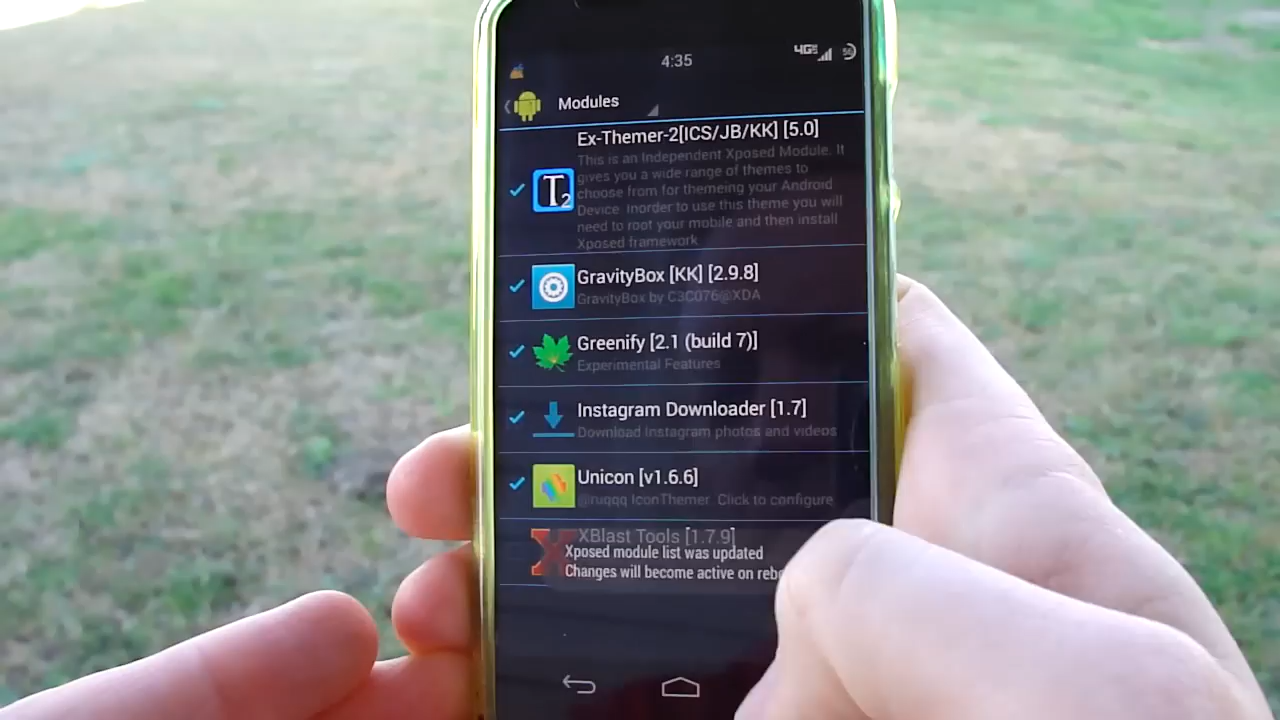 4:35
4G
Modules
Ex-Themer-2[ICS/JB/KK] [5.0]
This is an Independent Xposed Module. It
gives you a wide range of themes to
choose from for themeing your Android
Device. Inorder to use this theme you will
need to root your mobile and then install
Xposed framework
T2
GravityBox [KK] [2.9.8]
GravityBox by C3C076@XDA
Greenify [2.1 (build 7)]
Experimental Features
Instagram Downloader [1.7]
Download Instagram photos and videos
Unicon [v1.6.6]
@ruqqq IconThemer. Click to configure
XBlast Tools [1.7.9]
Xposed module list was updated
Changes will become active on rebo